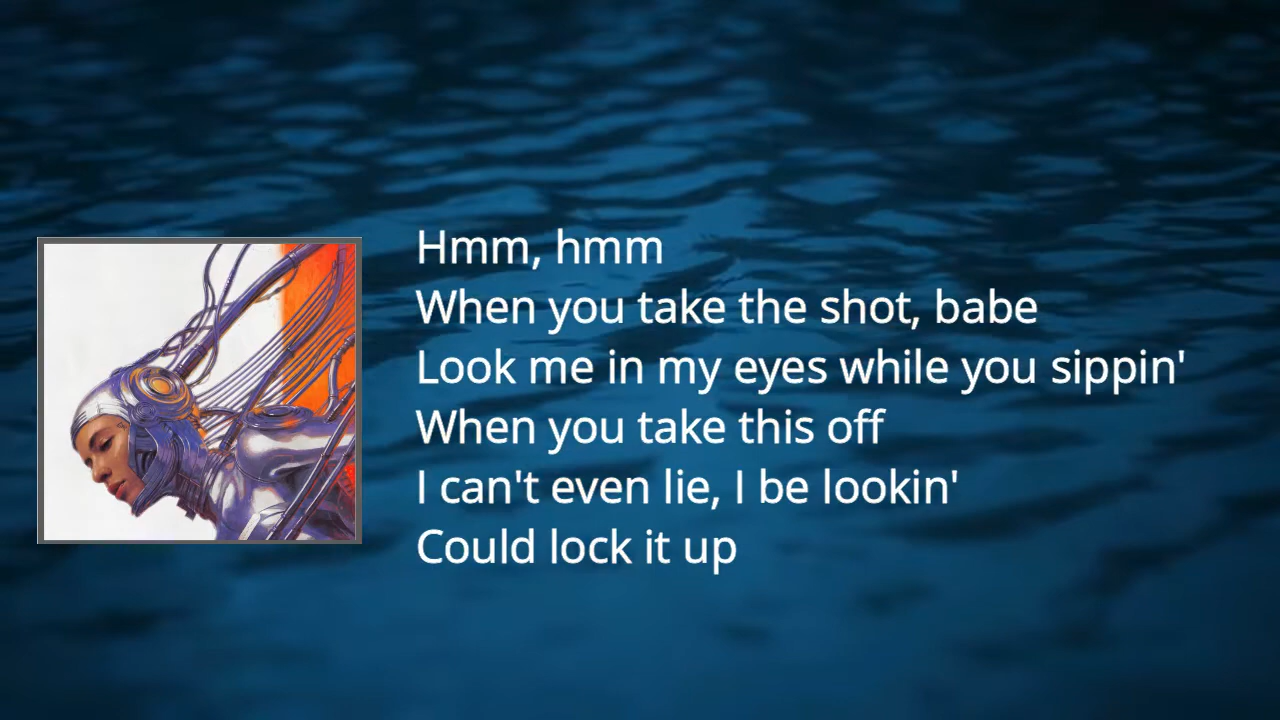 Hmm, hmm
When you take the shot, babe
Look me in my eyes while you sippin'
When you take this off
I can't even lie, I be lookin'
Could lock it up